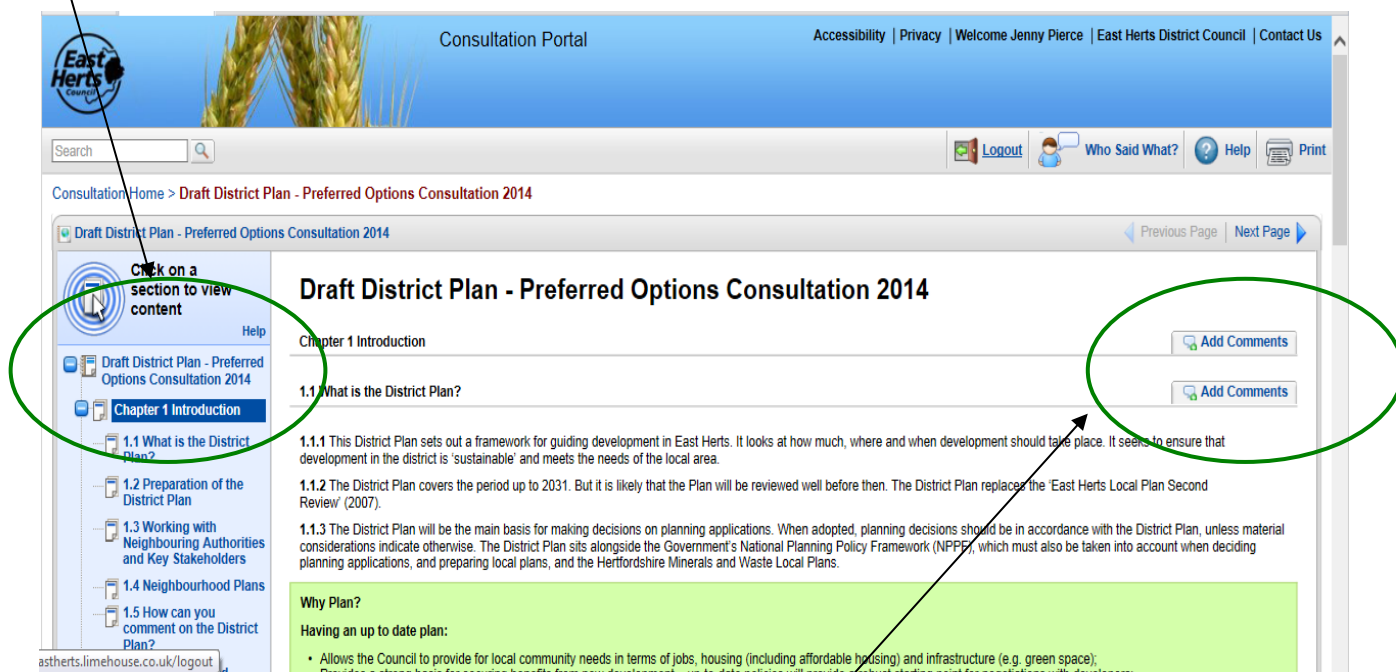 East
Herts
Council
Consultation Portal
Accessibility | Privacy | Welcome Jenny Pierce | East Herts District Council | Contact Us
Search
Logout
Who Said What?
Help
Print
Consultation Home > Draft District Plan - Preferred Options Consultation 2014
Draft District Plan - Preferred Options Consultation 2014
Previous Page | Next Page
Click on a
section to view
content
Help
Draft District Plan - Preferred
Options Consultation 2014
Chapter 1 Introduction
1.1 What is the District
Plan?
1.2 Preparation of the
District Plan
1.3 Working with
Neighbouring Authorities
and Key Stakeholders
1.4 Neighbourhood Plans
1.5 How can you
comment on the District
Plan?
astherts.limehouse.co.uk/logout
Draft District Plan - Preferred Options Consultation 2014
Chapter 1 Introduction
Add Comments
1.1 What is the District Plan?
Add Comments
1.1.1 This District Plan sets out a framework for guiding development in East Herts. It looks at how much, where and when development should take place. It seeks to ensure that
development in the district is 'sustainable' and meets the needs of the local area.
1.1.2 The District Plan covers the period up to 2031. But it is likely that the Plan will be reviewed well before then. The District Plan replaces the 'East Herts Local Plan Second
Review' (2007).
1.1.3 The District Plan will be the main basis for making decisions on planning applications. When adopted, planning decisions should be in accordance with the District Plan, unless material
considerations indicate otherwise. The District Plan sits alongside the Government's National Planning Policy Framework (NPPF), which must also be taken into account when deciding
planning applications, and preparing local plans, and the Hertfordshire Minerals and Waste Local Plans.
Why Plan?
Having an up to date plan:
• Allows the Council to provide for local community needs in terms of jobs, housing (including affordable housing) and infrastructure (e.g. green space);